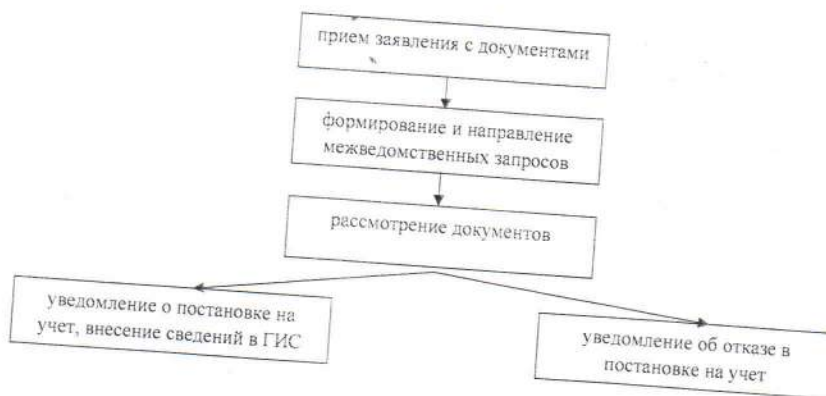 прием заявления с документами
формирование и направление
межведомственных запросов
рассмотрение документов
уведомление о постановке на
учет, внесение сведений в ГИС
уведомление об отказе в
постановке на учет